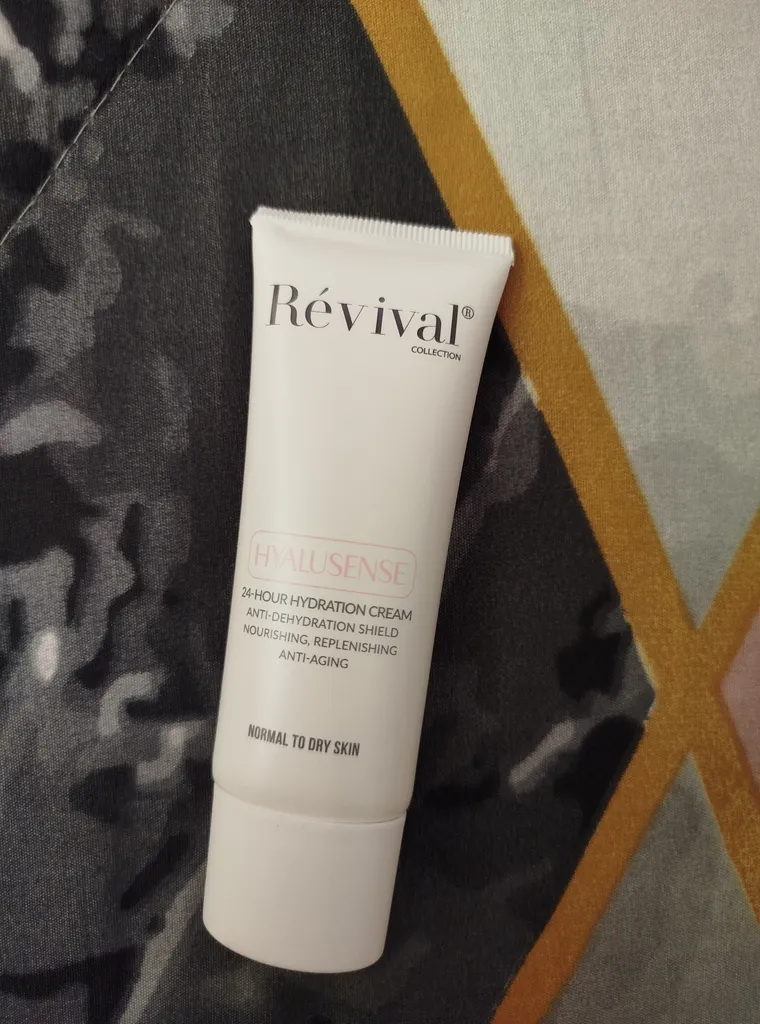 Révival®
COLLECTION
HYALUSENSE
24-HOUR HYDRATION CREAM
ANTI-DEHYDRATION SHIELD
NOURISHING, REPLENISHING
ANTI-AGING
NORMAL TO DRY SKIN